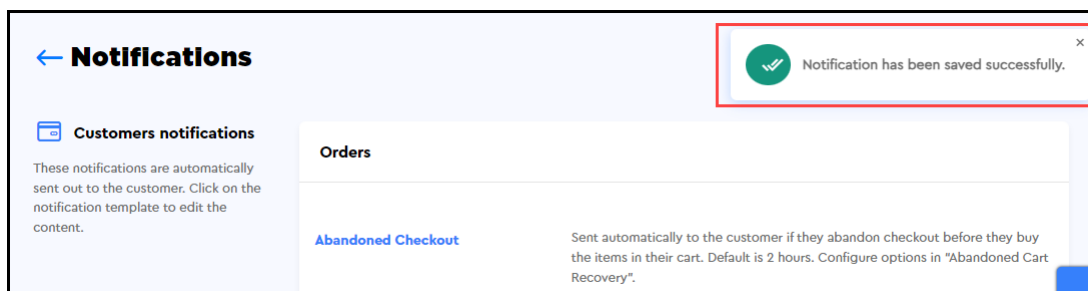 Notifications
Notification has been saved successfully.
Customers notifications
These notifications are automatically
sent out to the customer. Click on the
notification template to edit the
content.
Orders
Abandoned Checkout
Sent automatically to the customer if they abandon checkout before they buy
the items in their cart. Default is 2 hours. Configure options in "Abandoned Cart
Recovery".